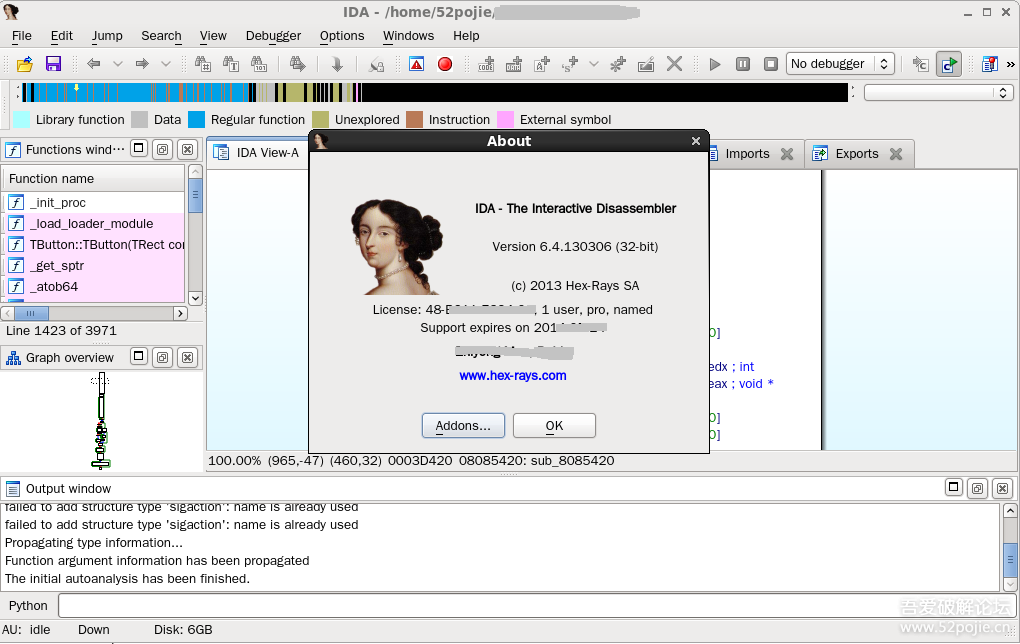 IDA - /home/52pojie/
File Edit Jump Search View Debugger Options Windows Help
No debugger
Library function Data Regular function Unexplored Instruction External symbol
Functions wind···
IDA View-A
Imports
Exports
Function name
_init_proc
_load_loader_module
TButton::TButton(TRect co
_get_sptr
_atob64
Line 1423 of 3971
Graph overview
About
IDA - The Interactive Disassembler
Version 6.4.130306 (32-bit)
(c) 2013 Hex-Rays SA
License: 48- , 1 user, pro, named
Support expires on 201
www.hex-rays.com
Addons...
OK
0]
edx ; int
eax ; void *
0]
0]
100.00% (965,-47) (460,32) 0003D420 08085420: sub_8085420
Output window
failed to add structure type 'sigaction': name is already used
failed to add structure type 'sigaction': name is already used
Propagating type information...
Function argument information has been propagated
The initial autoanalysis has been finished.
Python
AU: idle Down Disk: 6GB
吾爱破解论坛
www.52pojie.cn